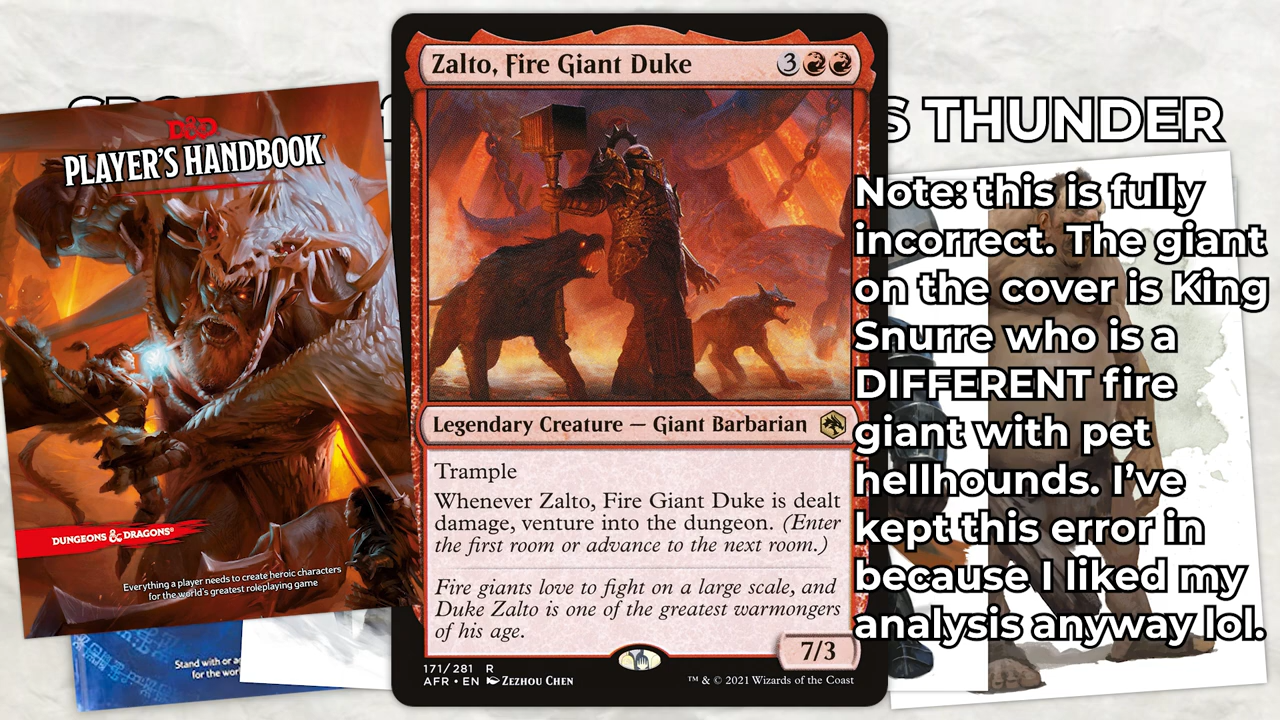 S THUNDER
D&D
PLAYER'S HANDBOOK
DUNGEONS & DRAGONS®
Everything a player needs to create heroic characters
for the world's greatest roleplaying game
Stand with or
for the
Zalto, Fire Giant Duke
3
Legendary Creature — Giant Barbarian
Trample
Whenever Zalto, Fire Giant Duke is dealt
damage, venture into the dungeon. (Enter
the first room or advance to the next room.)
Fire giants love to fight on a large scale, and
Duke Zalto is one of the greatest warmongers
of his age.
7/3
171/281 R
AFR • EN Zezhou Chen
™ & © 2021 Wizards of the Coast
Note: this is fully
incorrect. The giant
on the cover is King
Snurre who is a
DIFFERENT fire
giant with pet
hellhounds. I've
kept this error in
because I liked my
analysis anyway lol.